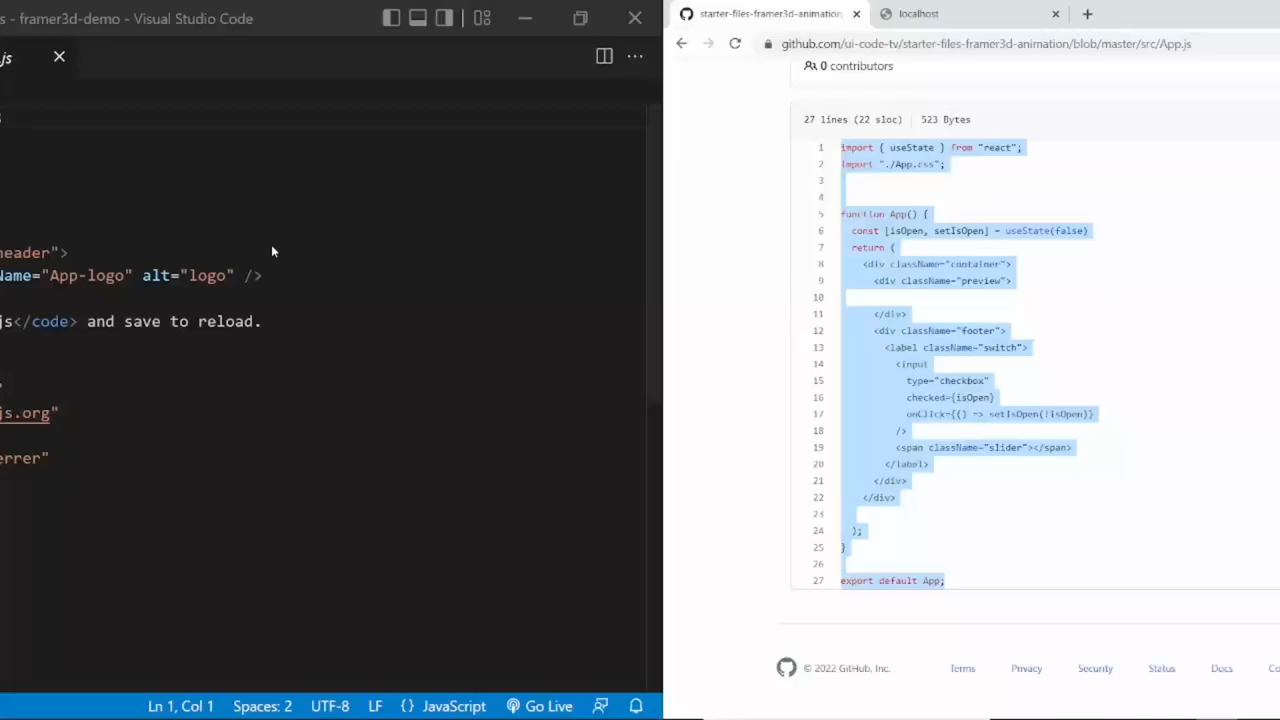 s - framer3d-demo - Visual Studio Code
js
eader">
Name="App-logo" alt="logo" />
js</code> and save to reload.
js.org"
errer"
Ln 1, Col 1 Spaces: 2 UTF-8 LF {} JavaScript Go Live
starter-files-framer3d-animation
localhost
github.com/ui-code-tv/starter-files-framer3d-animation/blob/master/src/App.js
0 contributors
27 lines (22 sloc) 523 Bytes
1 import { useState } from "react";
2 import "./App.css";
3
4
5 function App() {
6 const [isOpen, setIsOpen] = useState(false)
7 return (
8 <div className="container">
9 <div className="preview">
10
11 </div>
12 <div className="footer">
13 <label className="switch">
14 <input
15 type="checkbox"
16 checked={isOpen}
17 onClick={() => setIsOpen(!isOpen)}
18 />
19 <span className="slider"></span>
20 </label>
21 </div>
22 </div>
23
24 );
25 }
26
27 export default App;
© 2022 GitHub, Inc. Terms Privacy Security Status Docs Co